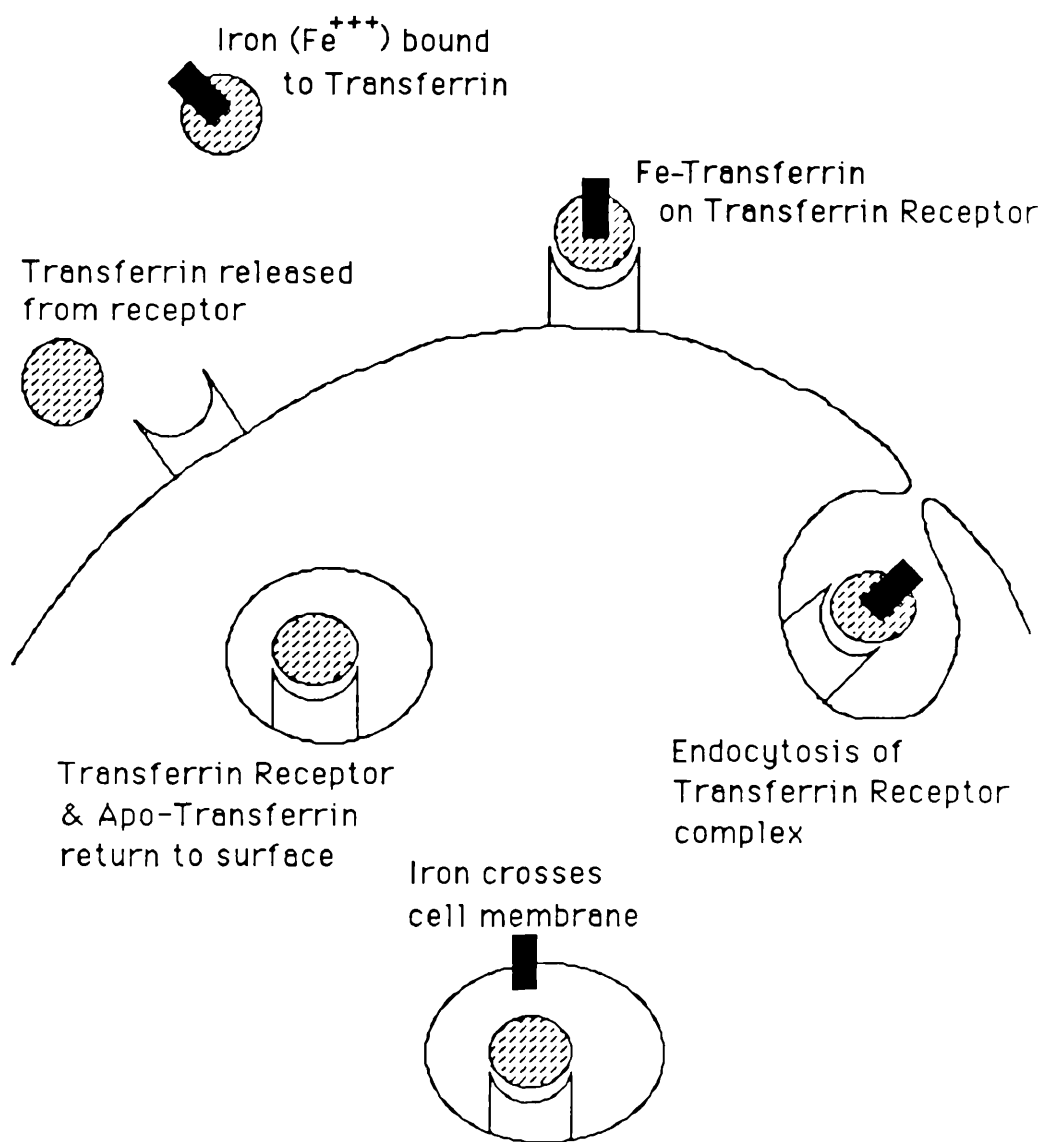 Iron (Fe+++) bound
to Transferrin
Fe-Transferrin
on Transferrin Receptor
Transferrin released
from receptor
Transferrin Receptor
& Apo-Transferrin
return to surface
Endocytosis of
Transferrin Receptor
complex
Iron crosses
cell membrane